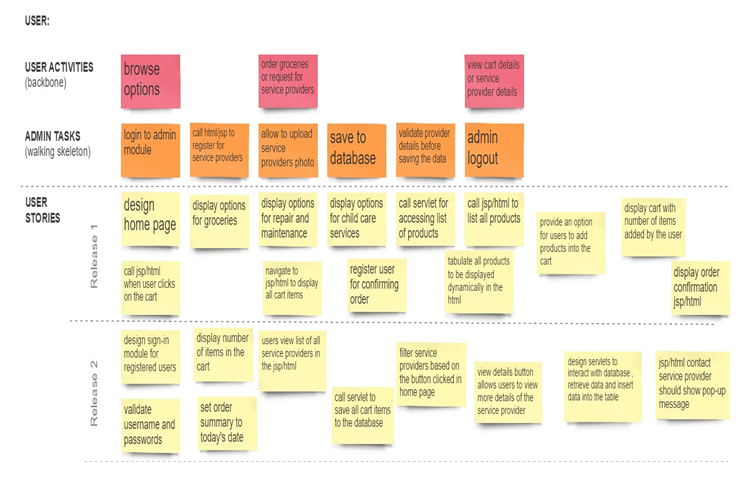 USER:
USER ACTIVITIES
(backbone)
browse
options
order groceries
or request for
service providers
view cart details
or service
provider details
ADMIN TASKS
(walking skeleton)
login to admin
module
call html/jsp to
register for
service providers
allow to upload
service
providers photo
save to
database
validate provider
details before
saving the data
admin
logout
USER
STORIES
Release 1
design
home page
display options
for groceries
display options
for repair and
maintenance
display options
for child care
services
call servlet for
accessing list
of products
call jsp/html to
list all products
provide an option
for users to add
products into the
cart
display cart with
number of items
added by the user
call jsp/html
when user clicks
on the cart
navigate to
jsp/html to display
all cart items
register user
for confirming
order
tabulate all products
to be displayed
dynamically in the
html
display order
confirmation
jsp/html
Release 2
design sign-in
module for
registered users
display number
of items in the
cart
users view list of all
service providers in
the jsp/html
filter service
providers based on
the button clicked in
home page
view details button
allows users to view
more details of the
service provider
design servlets to
interact with database ,
retrieve data and insert
data into the table
jsp/html contact
service provider
should show pop-up
message
validate
username and
passwords
set order
summary to
today's date
call servlet to
save all cart items
to the database